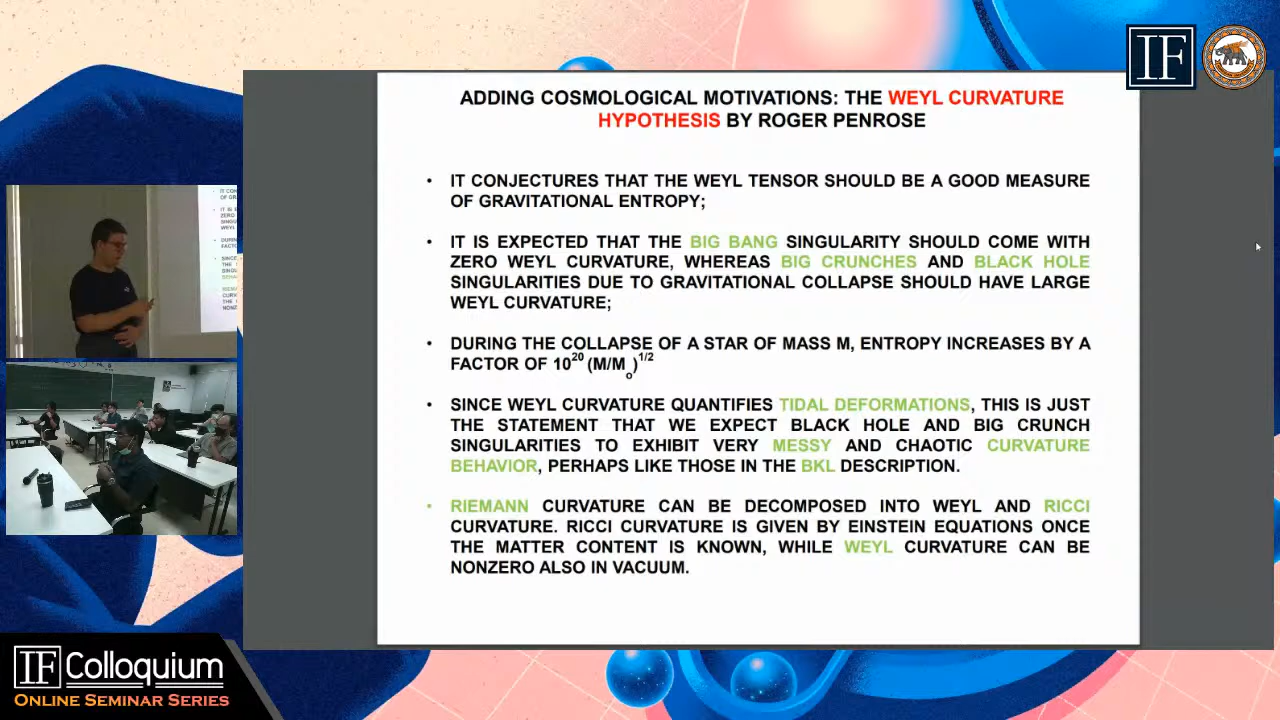 IF
ADDING COSMOLOGICAL MOTIVATIONS: THE WEYL CURVATURE
HYPOTHESIS BY ROGER PENROSE
• IT CONJECTURES THAT THE WEYL TENSOR SHOULD BE A GOOD MEASURE
OF GRAVITATIONAL ENTROPY;
• IT IS EXPECTED THAT THE BIG BANG SINGULARITY SHOULD COME WITH
ZERO WEYL CURVATURE, WHEREAS BIG CRUNCHES AND BLACK HOLE
SINGULARITIES DUE TO GRAVITATIONAL COLLAPSE SHOULD HAVE LARGE
WEYL CURVATURE;
• DURING THE COLLAPSE OF A STAR OF MASS M, ENTROPY INCREASES BY A
FACTOR OF 10²⁰ (M/Mₒ)¹/²
• SINCE WEYL CURVATURE QUANTIFIES TIDAL DEFORMATIONS, THIS IS JUST
THE STATEMENT THAT WE EXPECT BLACK HOLE AND BIG CRUNCH
SINGULARITIES TO EXHIBIT VERY MESSY AND CHAOTIC CURVATURE
BEHAVIOR, PERHAPS LIKE THOSE IN THE BKL DESCRIPTION.
• RIEMANN CURVATURE CAN BE DECOMPOSED INTO WEYL AND RICCI
CURVATURE. RICCI CURVATURE IS GIVEN BY EINSTEIN EQUATIONS ONCE
THE MATTER CONTENT IS KNOWN, WHILE WEYL CURVATURE CAN BE
NONZERO ALSO IN VACUUM.
IF Colloquium
ONLINE SEMINAR SERIES